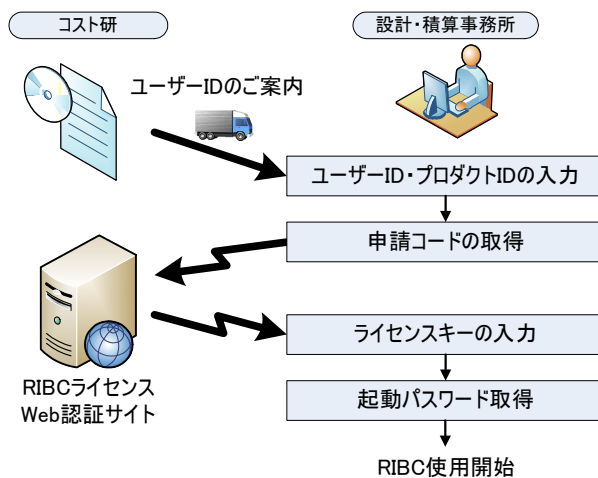 コスト研
設計・積算事務所
ユーザーIDのご案内
ユーザーID・プロダクトIDの入力
申請コードの取得
ライセンスキーの入力
RIBCライセンス
Web認証サイト
起動パスワード取得
RIBC使用開始